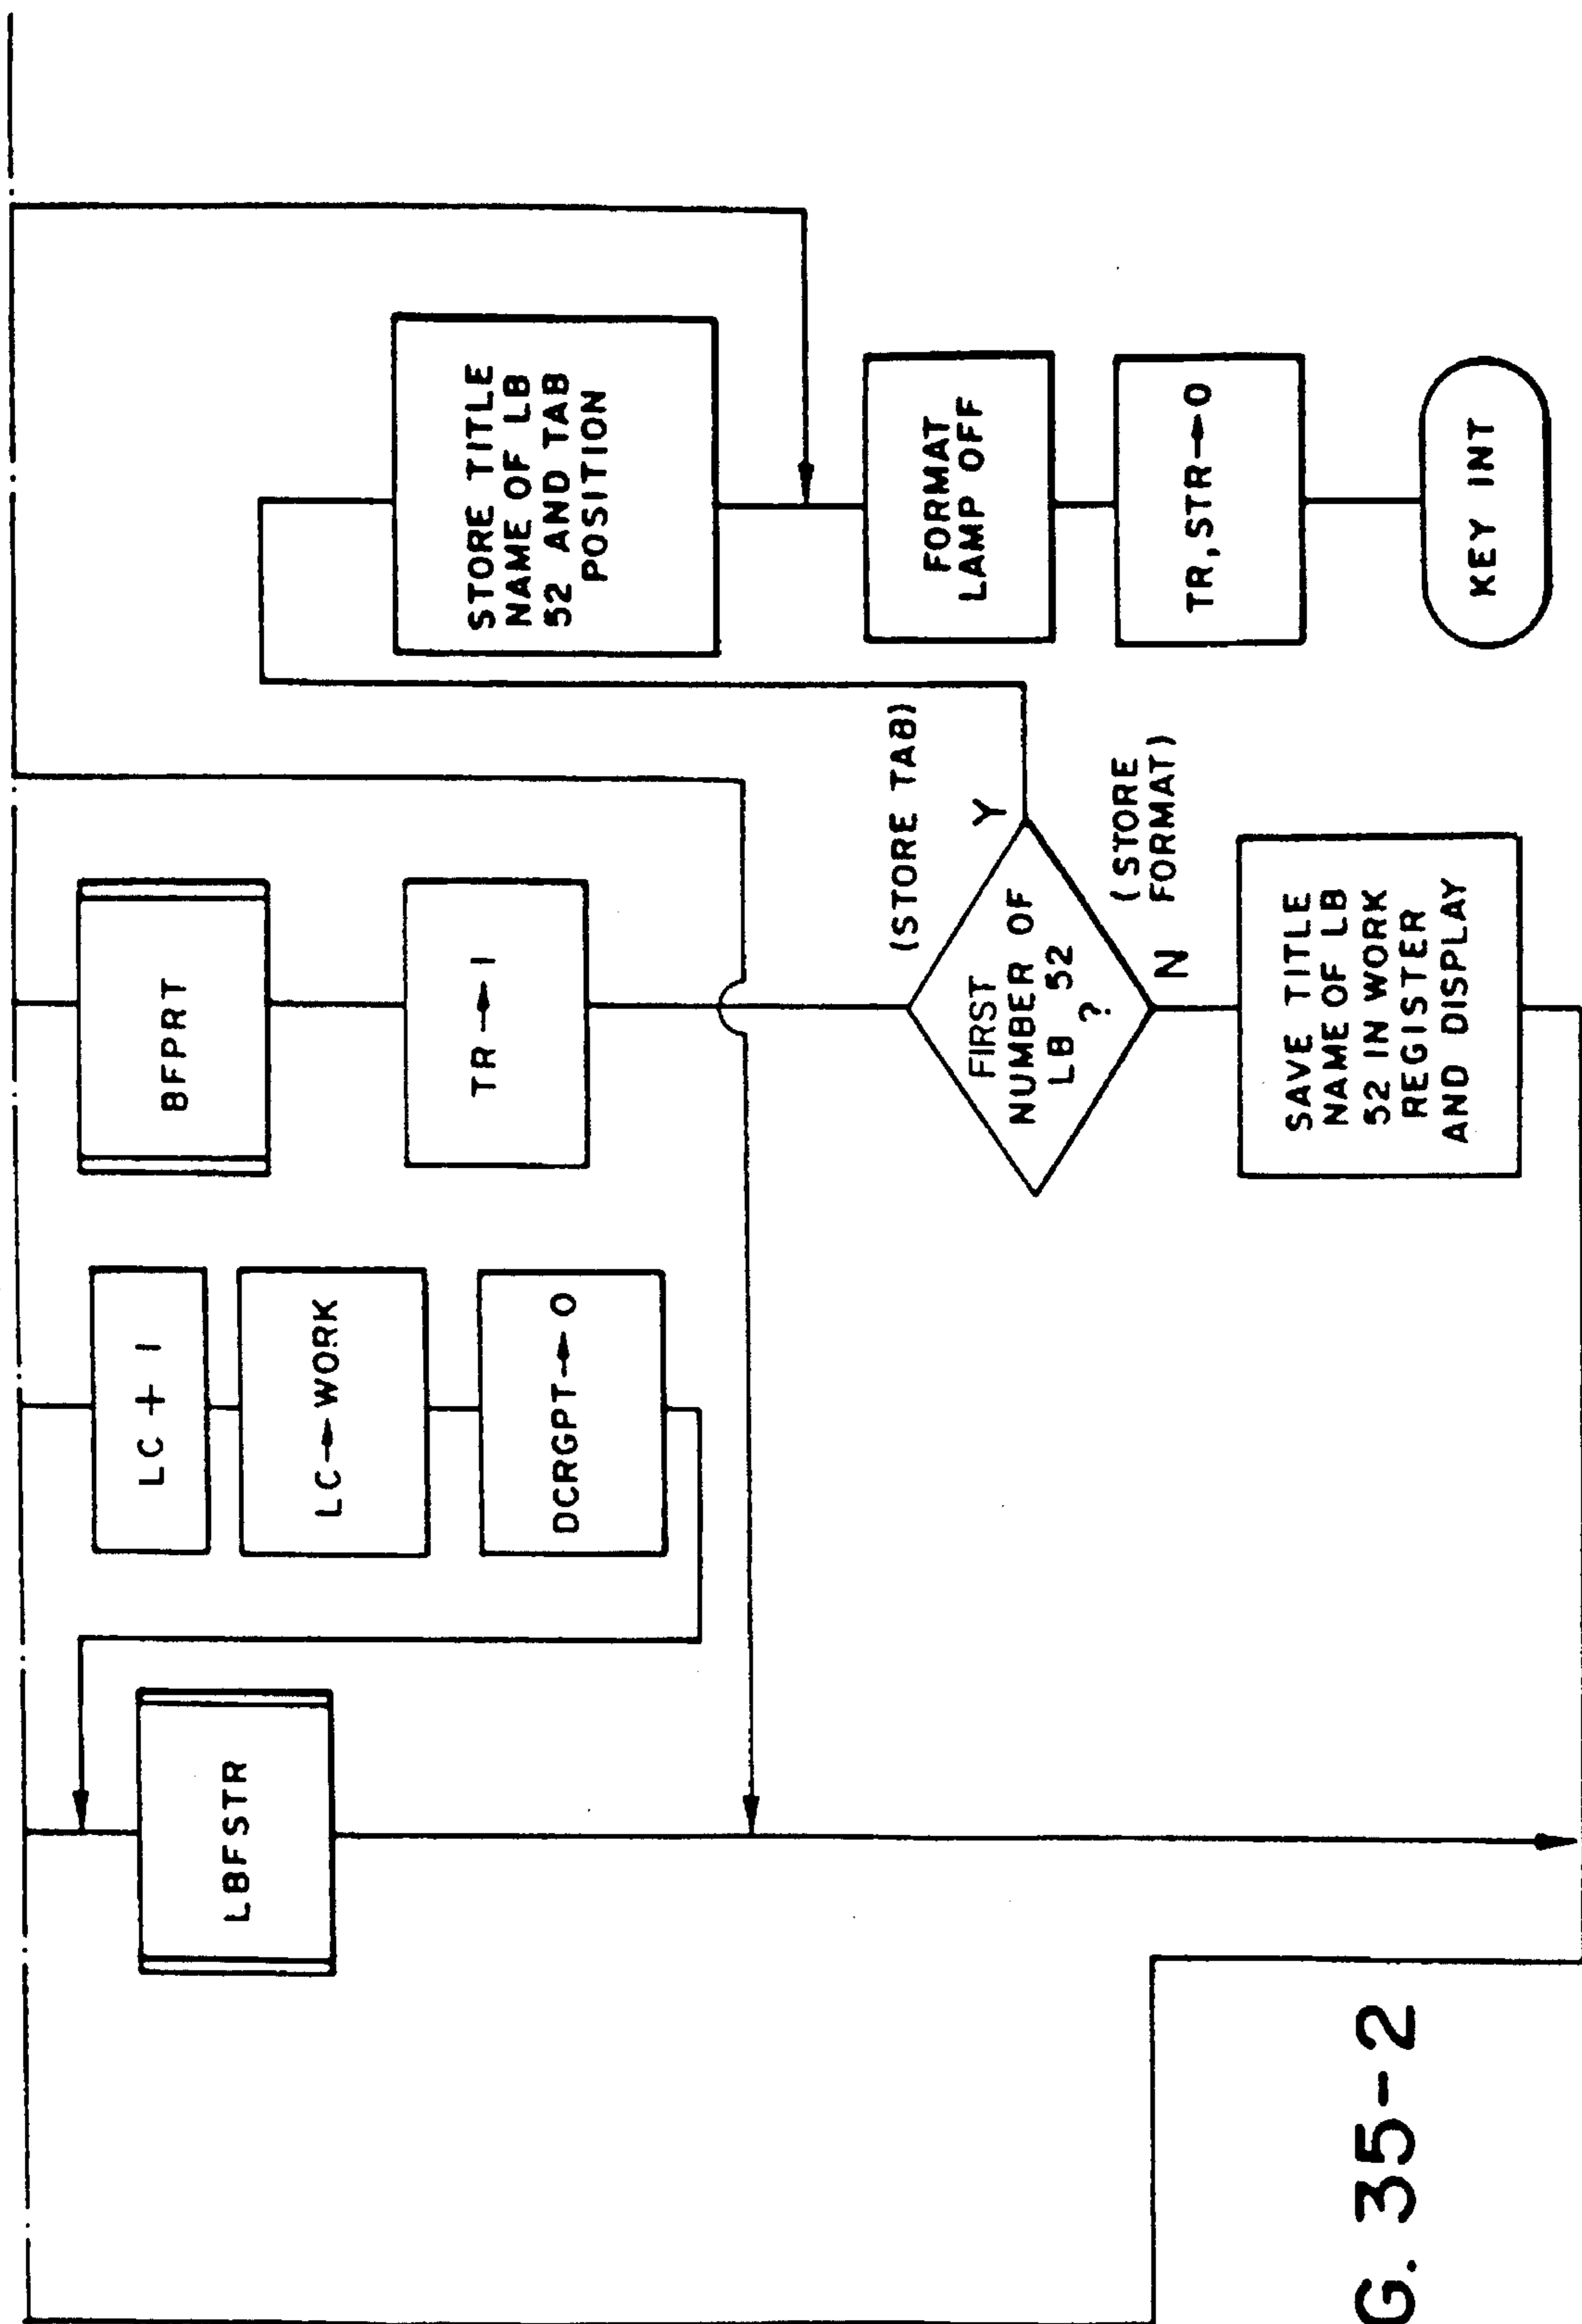 LBFSTR
LC + 1
LC→WORK
DCRGPT→0
BFPRT
TR→1
FIRST
NUMBER OF
LB 52
?
Y
(STORE TAB)
N
(STORE
FORMAT)
SAVE TITLE
NAME OF LB
52 IN WORK
REGISTER
AND DISPLAY
STORE TITLE
NAME OF LB
52 AND TAB
POSITION
FORMAT
LAMP OFF
TR,STR→0
KEY INT
G. 35-2